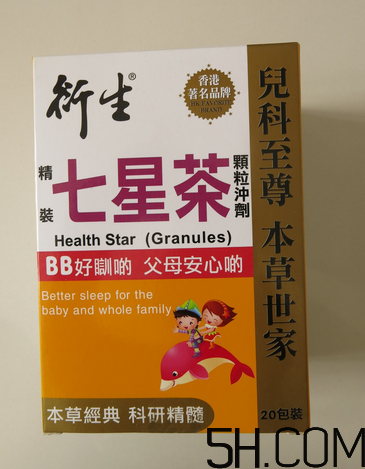 衍生®
香港
著名品牌
HK FAVORITE
BRAND
兒科至尊 本草世家
精裝
七星茶
顆粒沖劑
Health Star (Granules)
BB好瞓啲 父母安心啲
Better sleep for the
baby and whole family
本草經典 科研精髓
20包裝
5H.COM